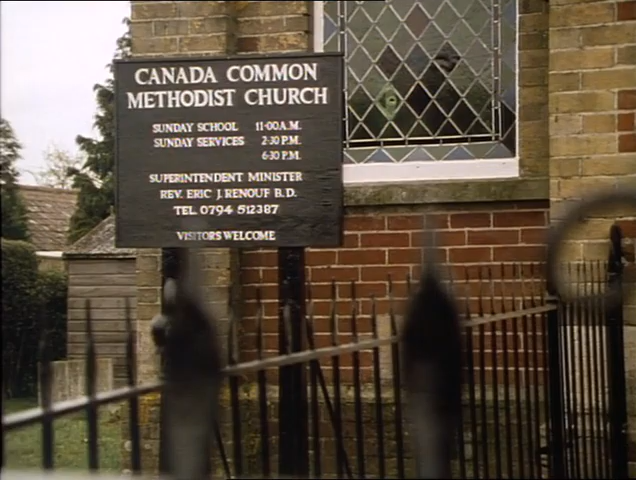 CANADA COMMON
METHODIST CHURCH
SUNDAY SCHOOL 11·00 A.M.
SUNDAY SERVICES 2·30 P.M.
6·30 P.M.
SUPERINTENDENT MINISTER
REV. ERIC J. RENOUF B.D.
TEL. 0794 512387
VISITORS WELCOME